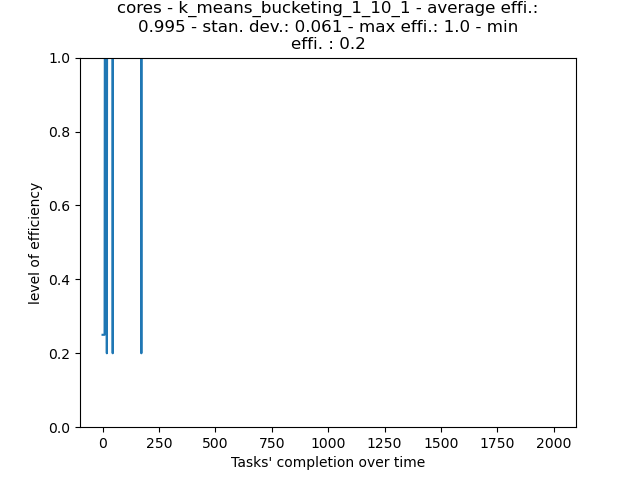 cores - k_means_bucketing_1_10_1 - average effi.:
0.995 - stan. dev.: 0.061 - max effi.: 1.0 - min
effi. : 0.2
1.0
0.8
0.6
0.4
0.2
0.0
level of efficiency
0 250 500 750 1000 1250 1500 1750 2000
Tasks' completion over time